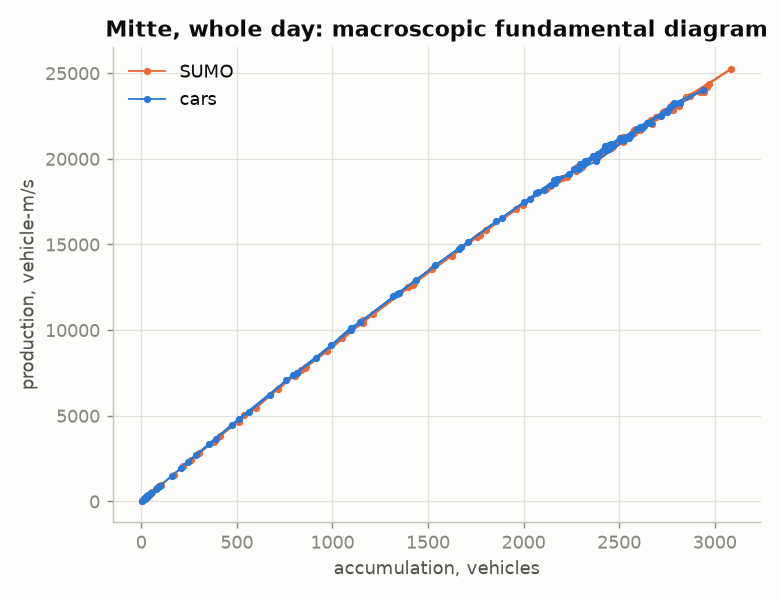 Mitte, whole day: macroscopic fundamental diagram
SUMO
cars
production, vehicle-m/s
25000
20000
15000
10000
5000
0
0 500 1000 1500 2000 2500 3000
accumulation, vehicles